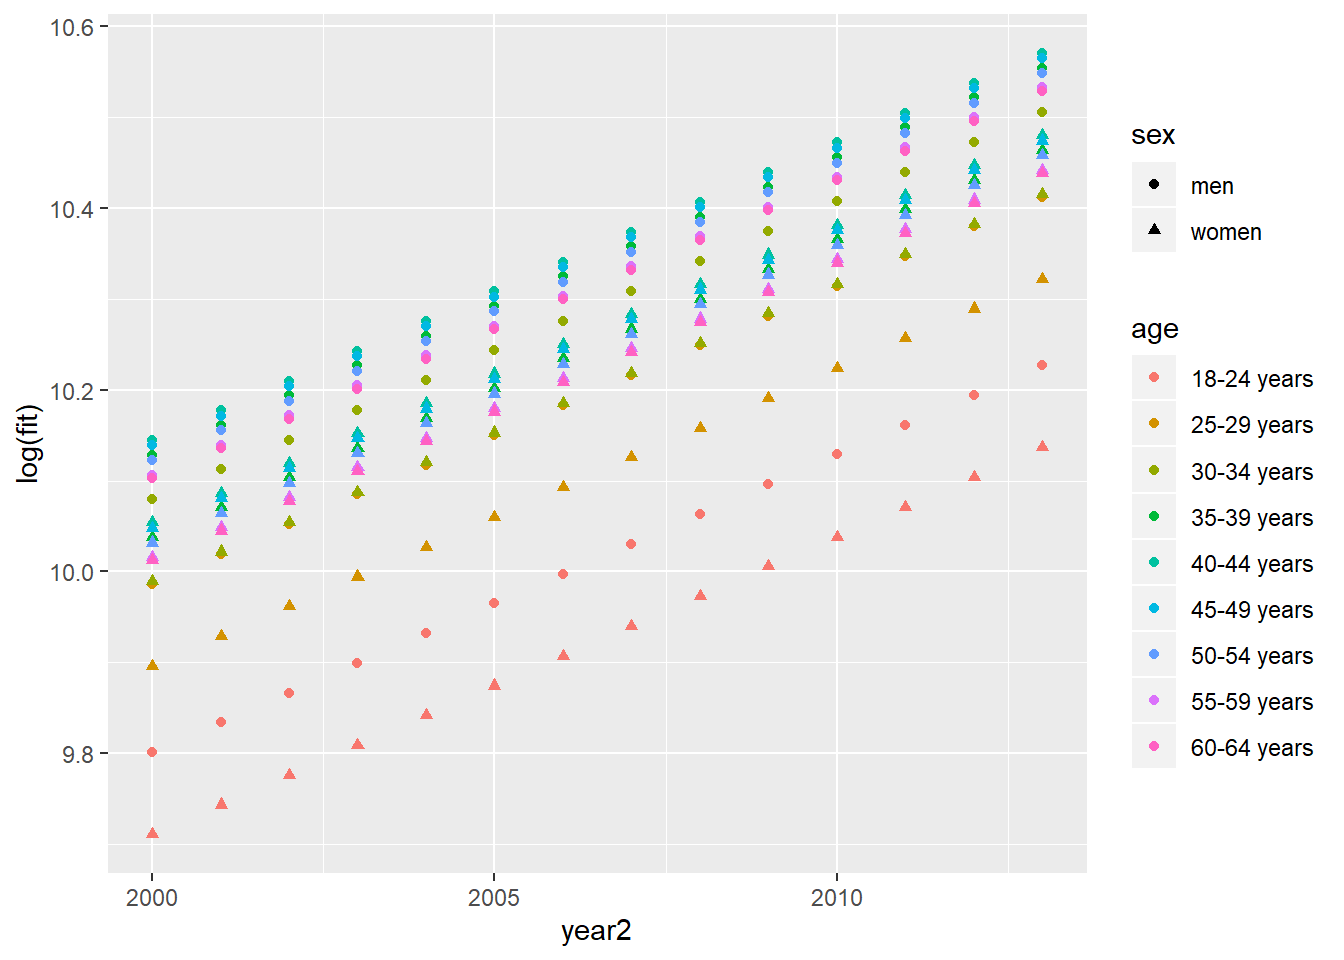 10.6
10.4
10.2
10.0
9.8
log(fit)
2000
2005
2010
year2
sex
men
women
age
18-24 years
25-29 years
30-34 years
35-39 years
40-44 years
45-49 years
50-54 years
55-59 years
60-64 years